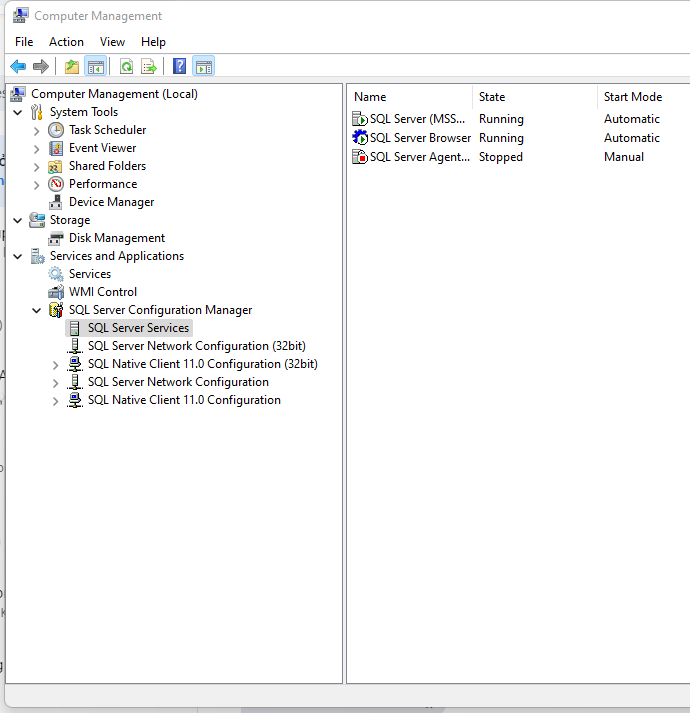 Computer Management
File Action View Help
Computer Management (Local)
System Tools
Task Scheduler
Event Viewer
Shared Folders
Performance
Device Manager
Storage
Disk Management
Services and Applications
Services
WMI Control
SQL Server Configuration Manager
SQL Server Services
SQL Server Network Configuration (32bit)
SQL Native Client 11.0 Configuration (32bit)
SQL Server Network Configuration
SQL Native Client 11.0 Configuration
Name State Start Mode
SQL Server (MSS... Running Automatic
SQL Server Browser Running Automatic
SQL Server Agent... Stopped Manual